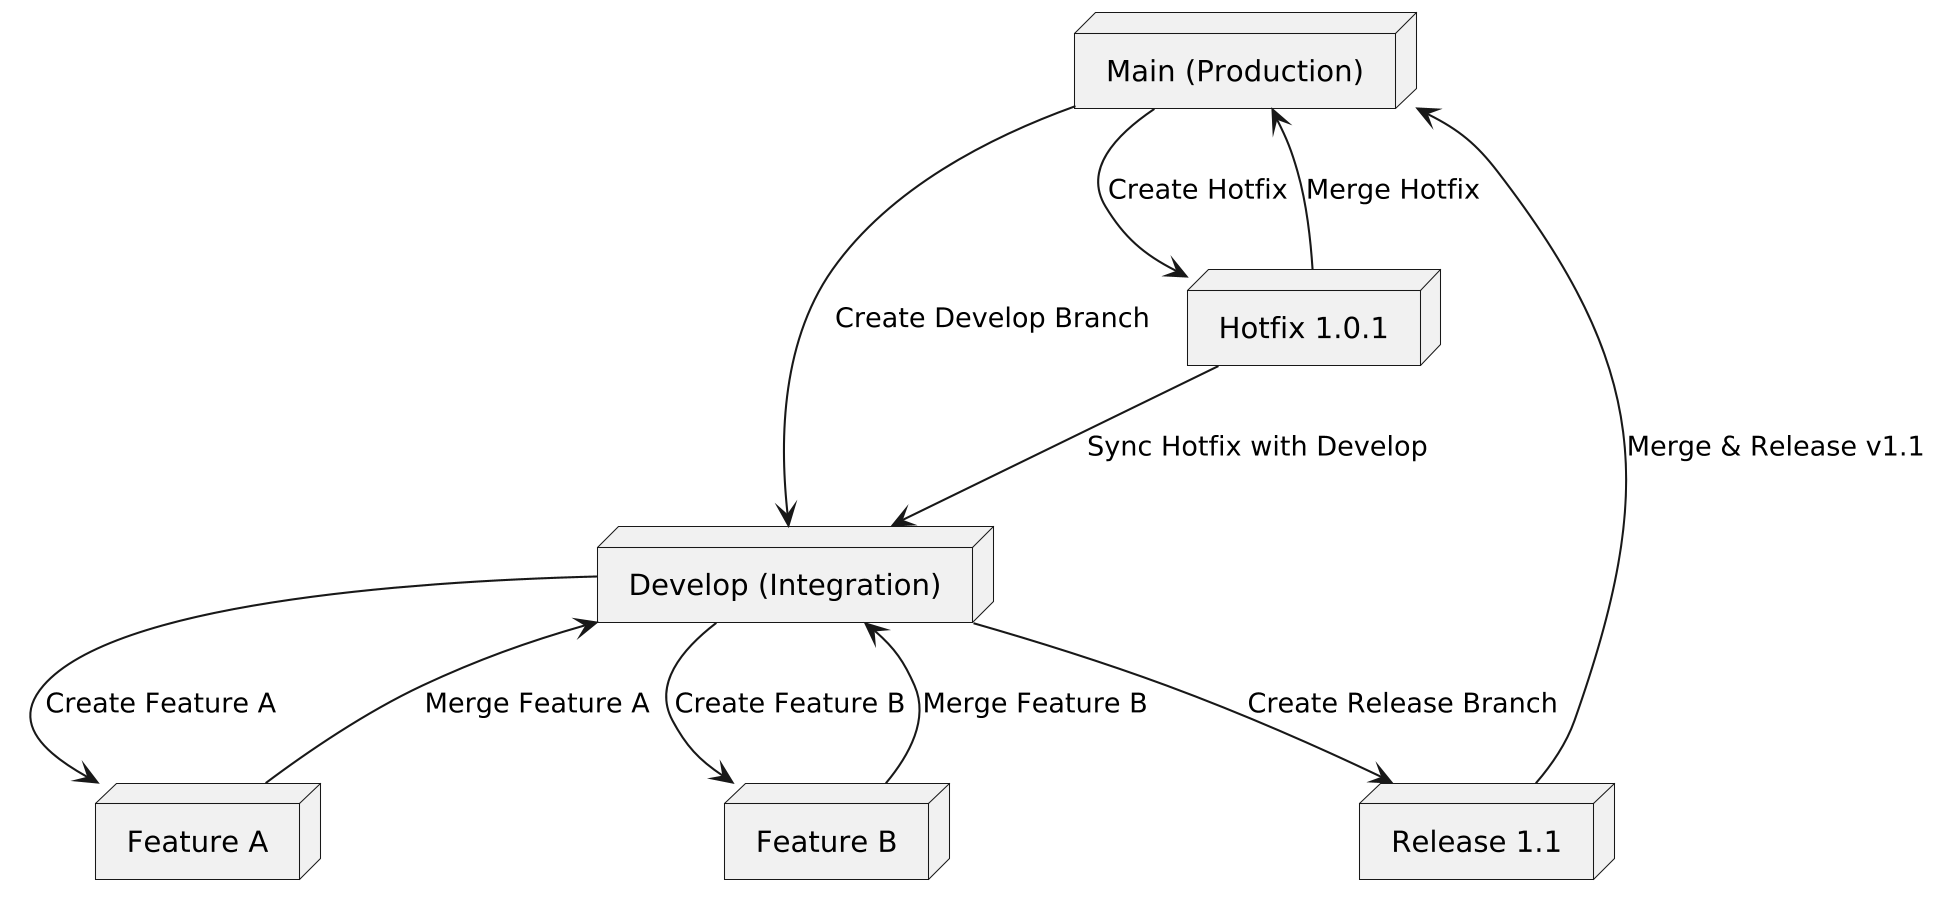 Main (Production)
Create Hotfix
Merge Hotfix
Create Develop Branch
Hotfix 1.0.1
Sync Hotfix with Develop
Merge & Release v1.1
Develop (Integration)
Create Feature A
Merge Feature A
Create Feature B
Merge Feature B
Create Release Branch
Feature A
Feature B
Release 1.1